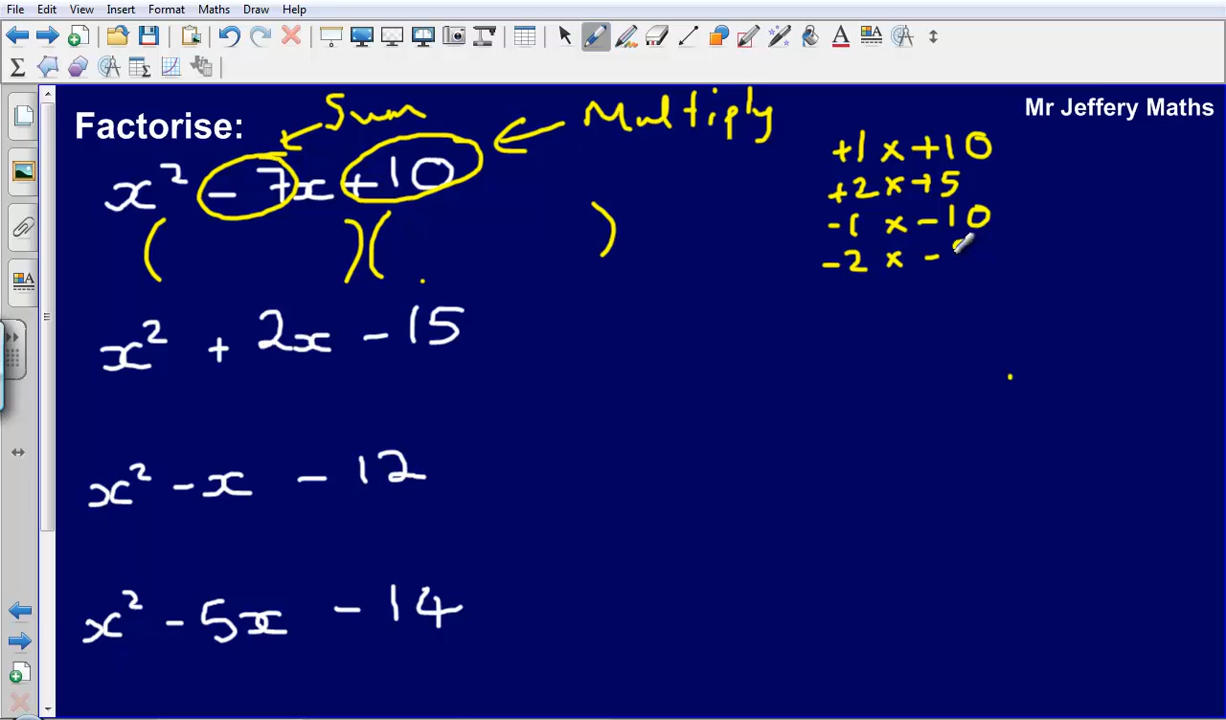 File Edit View Insert Format Maths Draw Help
Factorise:
Sum
Multiply
Mr Jeffery Maths
x² - 7x + 10
( )( )
+1 x +10
+2 x +5
-1 x -10
-2 x -
x² + 2x - 15
x² - x - 12
x² - 5x - 14